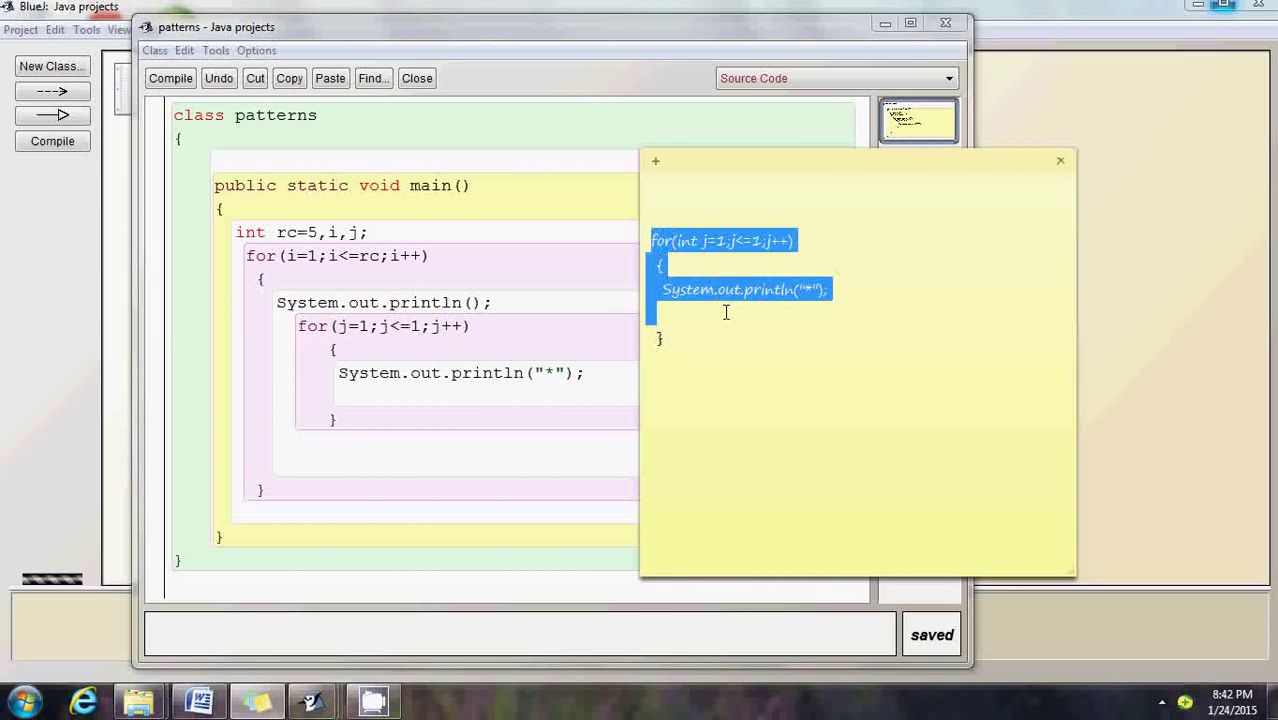 BlueJ: Java projects
Project Edit Tools View
New Class...
Compile
patterns - Java projects
Class Edit Tools Options
Compile Undo Cut Copy Paste Find... Close Source Code
class patterns
{
public static void main()
{
int rc=5,i,j;
for(i=1;i<=rc;i++)
{
System.out.println();
for(j=1;j<=1;j++)
{
System.out.println("*");
}
}
}
}
saved
+ ×
for(int j=1;j<=1;j++)
{
System.out.println("*");
}
8:42 PM
1/24/2015